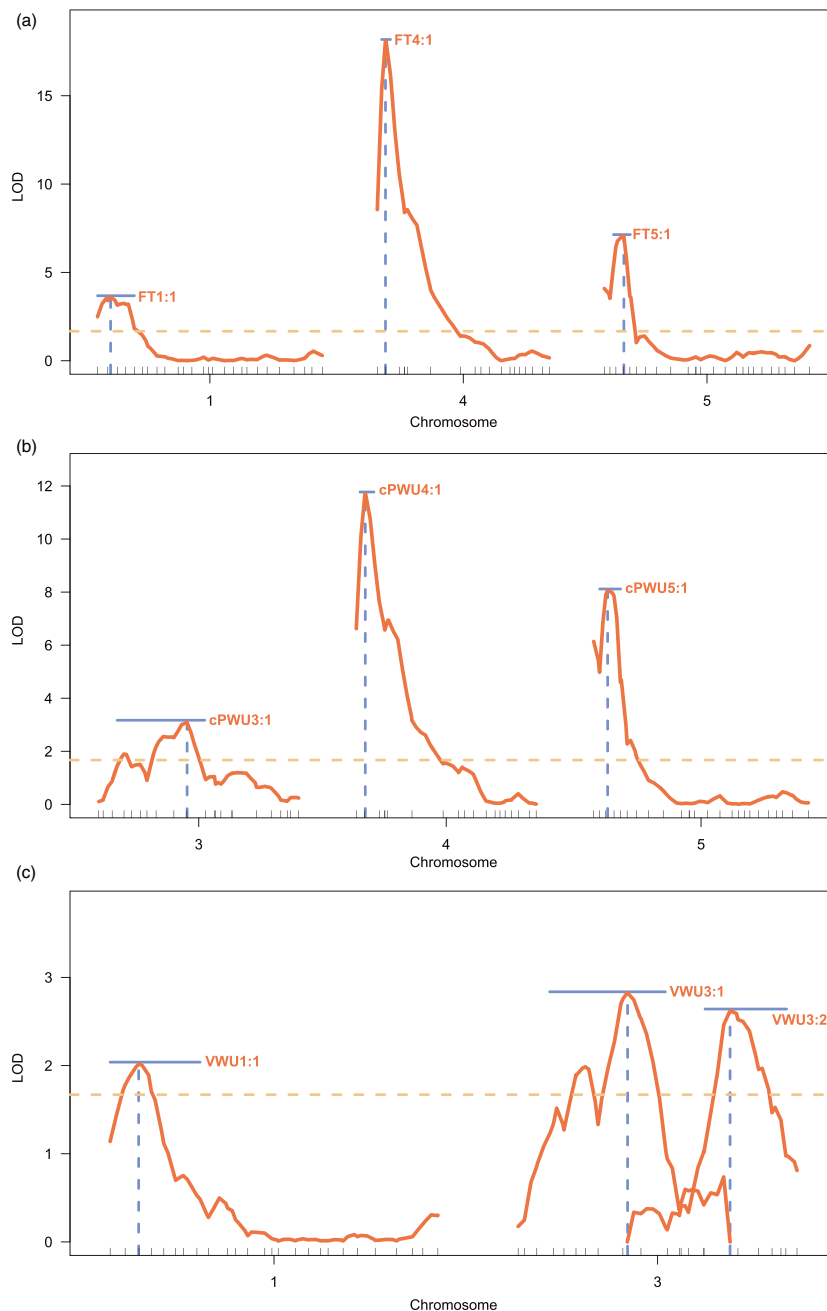 (a)
FT4:1
15
LOD
10
FT5:1
5
FT1:1
0
1
4
5
Chromosome
(b)
12
cPWU4:1
10
8
cPWU5:1
LOD
6
4
cPWU3:1
2
0
3
4
5
Chromosome
(c)
3
VWU3:1
VWU3:2
2
VWU1:1
LOD
1
0
1
3
Chromosome